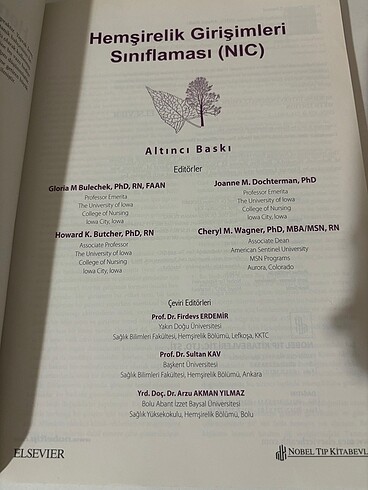 Hemşirelik Girişimleri
Sınıflaması (NIC)
Altıncı Baskı
Editörler
Gloria M Bulechek, PhD, RN, FAAN
Professor Emerita
The University of Iowa
College of Nursing
Iowa City, Iowa
Joanne M. Dochterman, PhD
Professor Emerita
The University of Iowa
College of Nursing
Iowa City, Iowa
Howard K. Butcher, PhD, RN
Associate Professor
The University of Iowa
College of Nursing
Iowa City, Iowa
Cheryl M. Wagner, PhD, MBA/MSN, RN
Associate Dean
American Sentinel University
MSN Programs
Aurora, Colorado
Çeviri Editörleri
Prof. Dr. Firdevs ERDEMİR
Yakın Doğu Üniversitesi
Sağlık Bilimleri Fakültesi, Hemşirelik Bölümü, Lefkoşa, KKTC
Prof. Dr. Sultan KAV
Başkent Üniversitesi
Sağlık Bilimleri Fakültesi, Hemşirelik Bölümü, Ankara
Yrd. Doç. Dr. Arzu AKMAN YILMAZ
Bolu Abant İzzet Baysal Üniversitesi
Sağlık Yüksekokulu, Hemşirelik Bölümü, Bolu
ELSEVIER
NOBEL TIP KİTABEVL